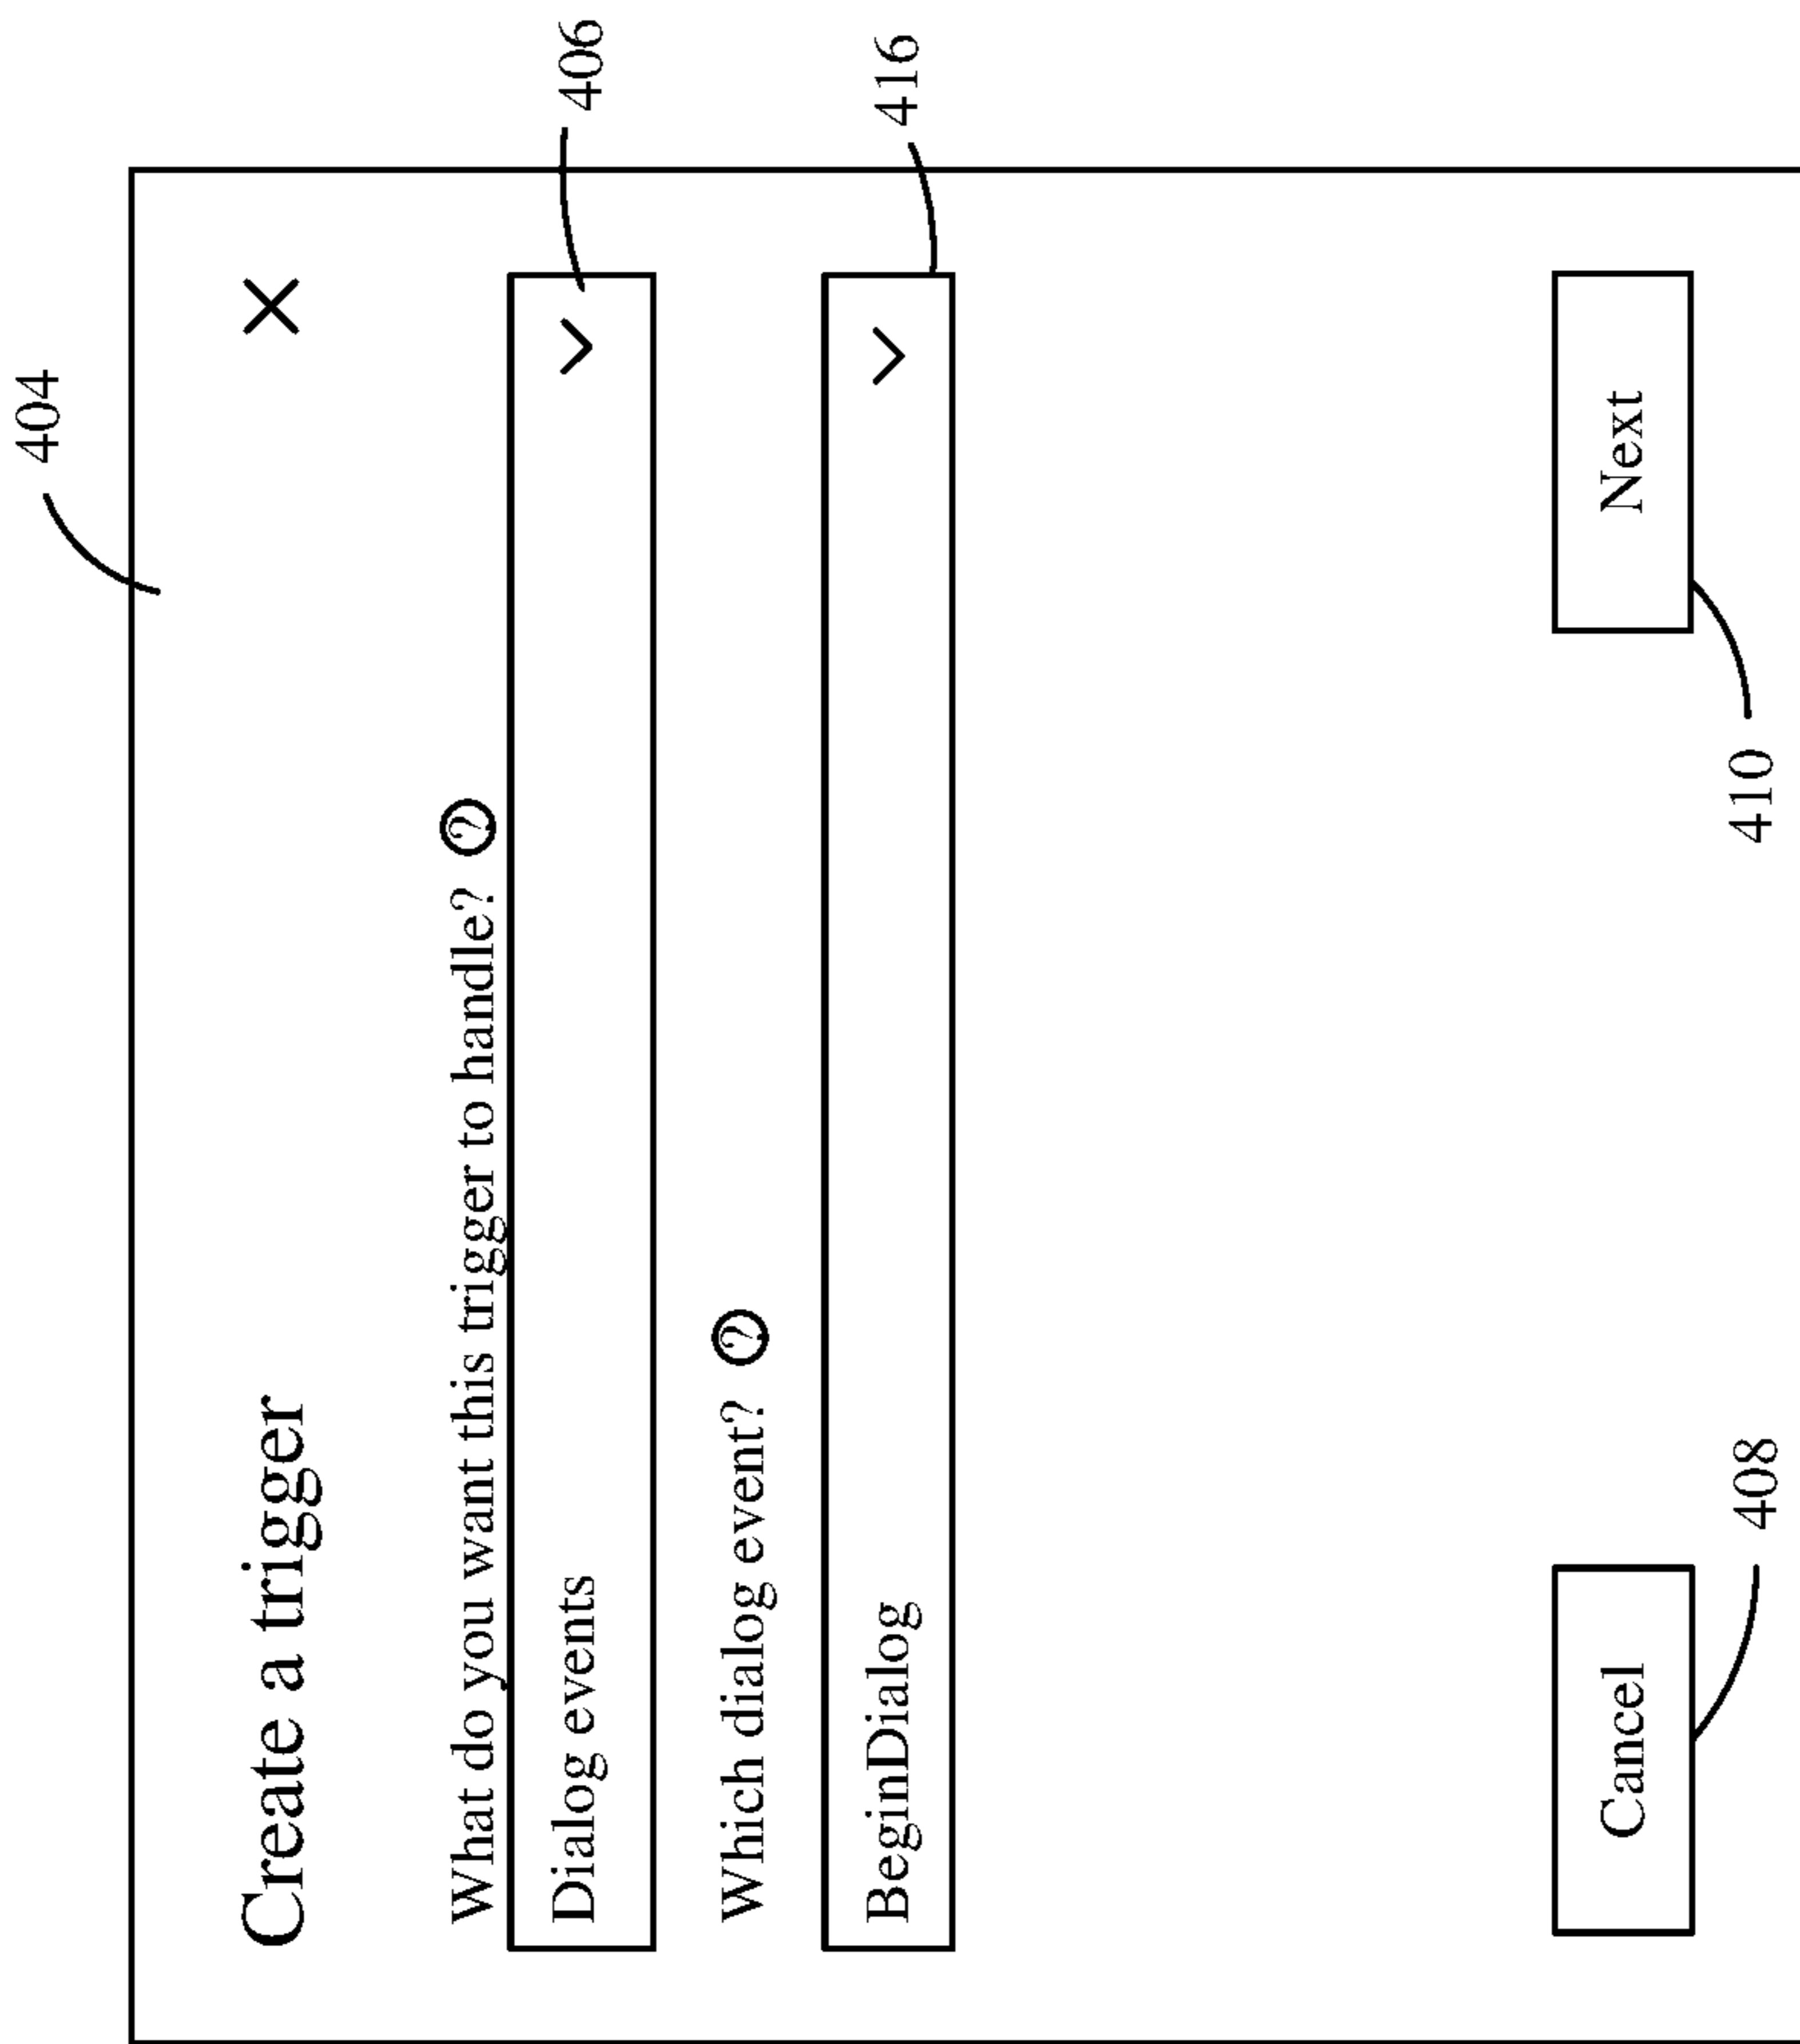 404
Create a trigger ×
What do you want this trigger to handle? ?
Dialog events
406
Which dialog event? ?
BeginDialog
416
Cancel
408
Next
410